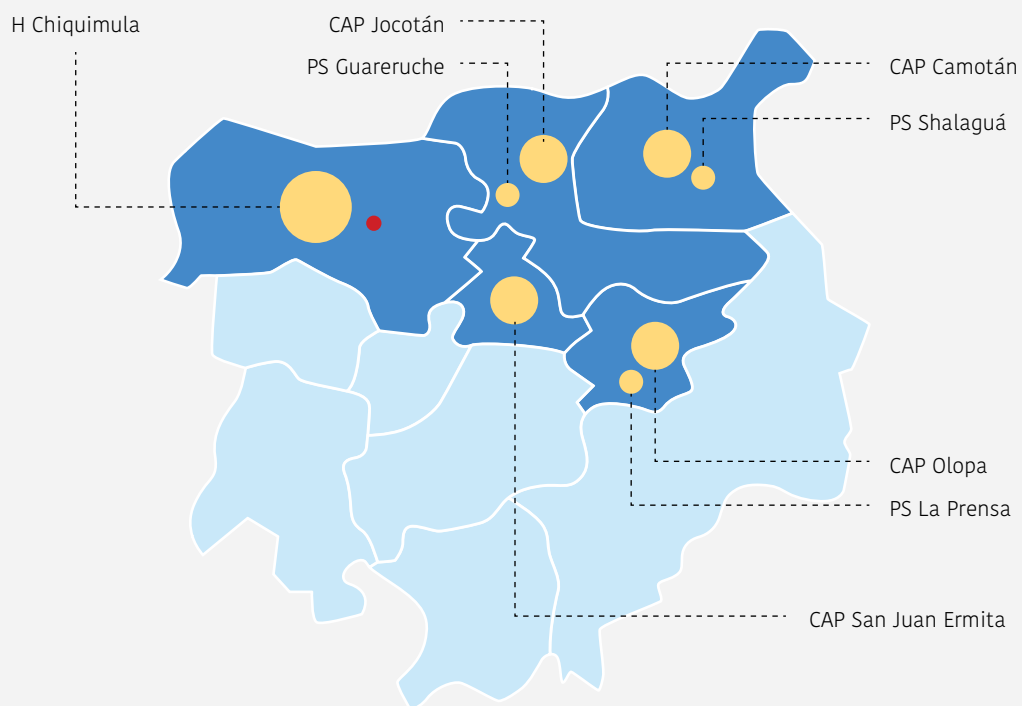 H Chiquimula
CAP Jocotán
PS Guareruche
CAP Camotán
PS Shalaguá
CAP Olopa
PS La Prensa
CAP San Juan Ermita